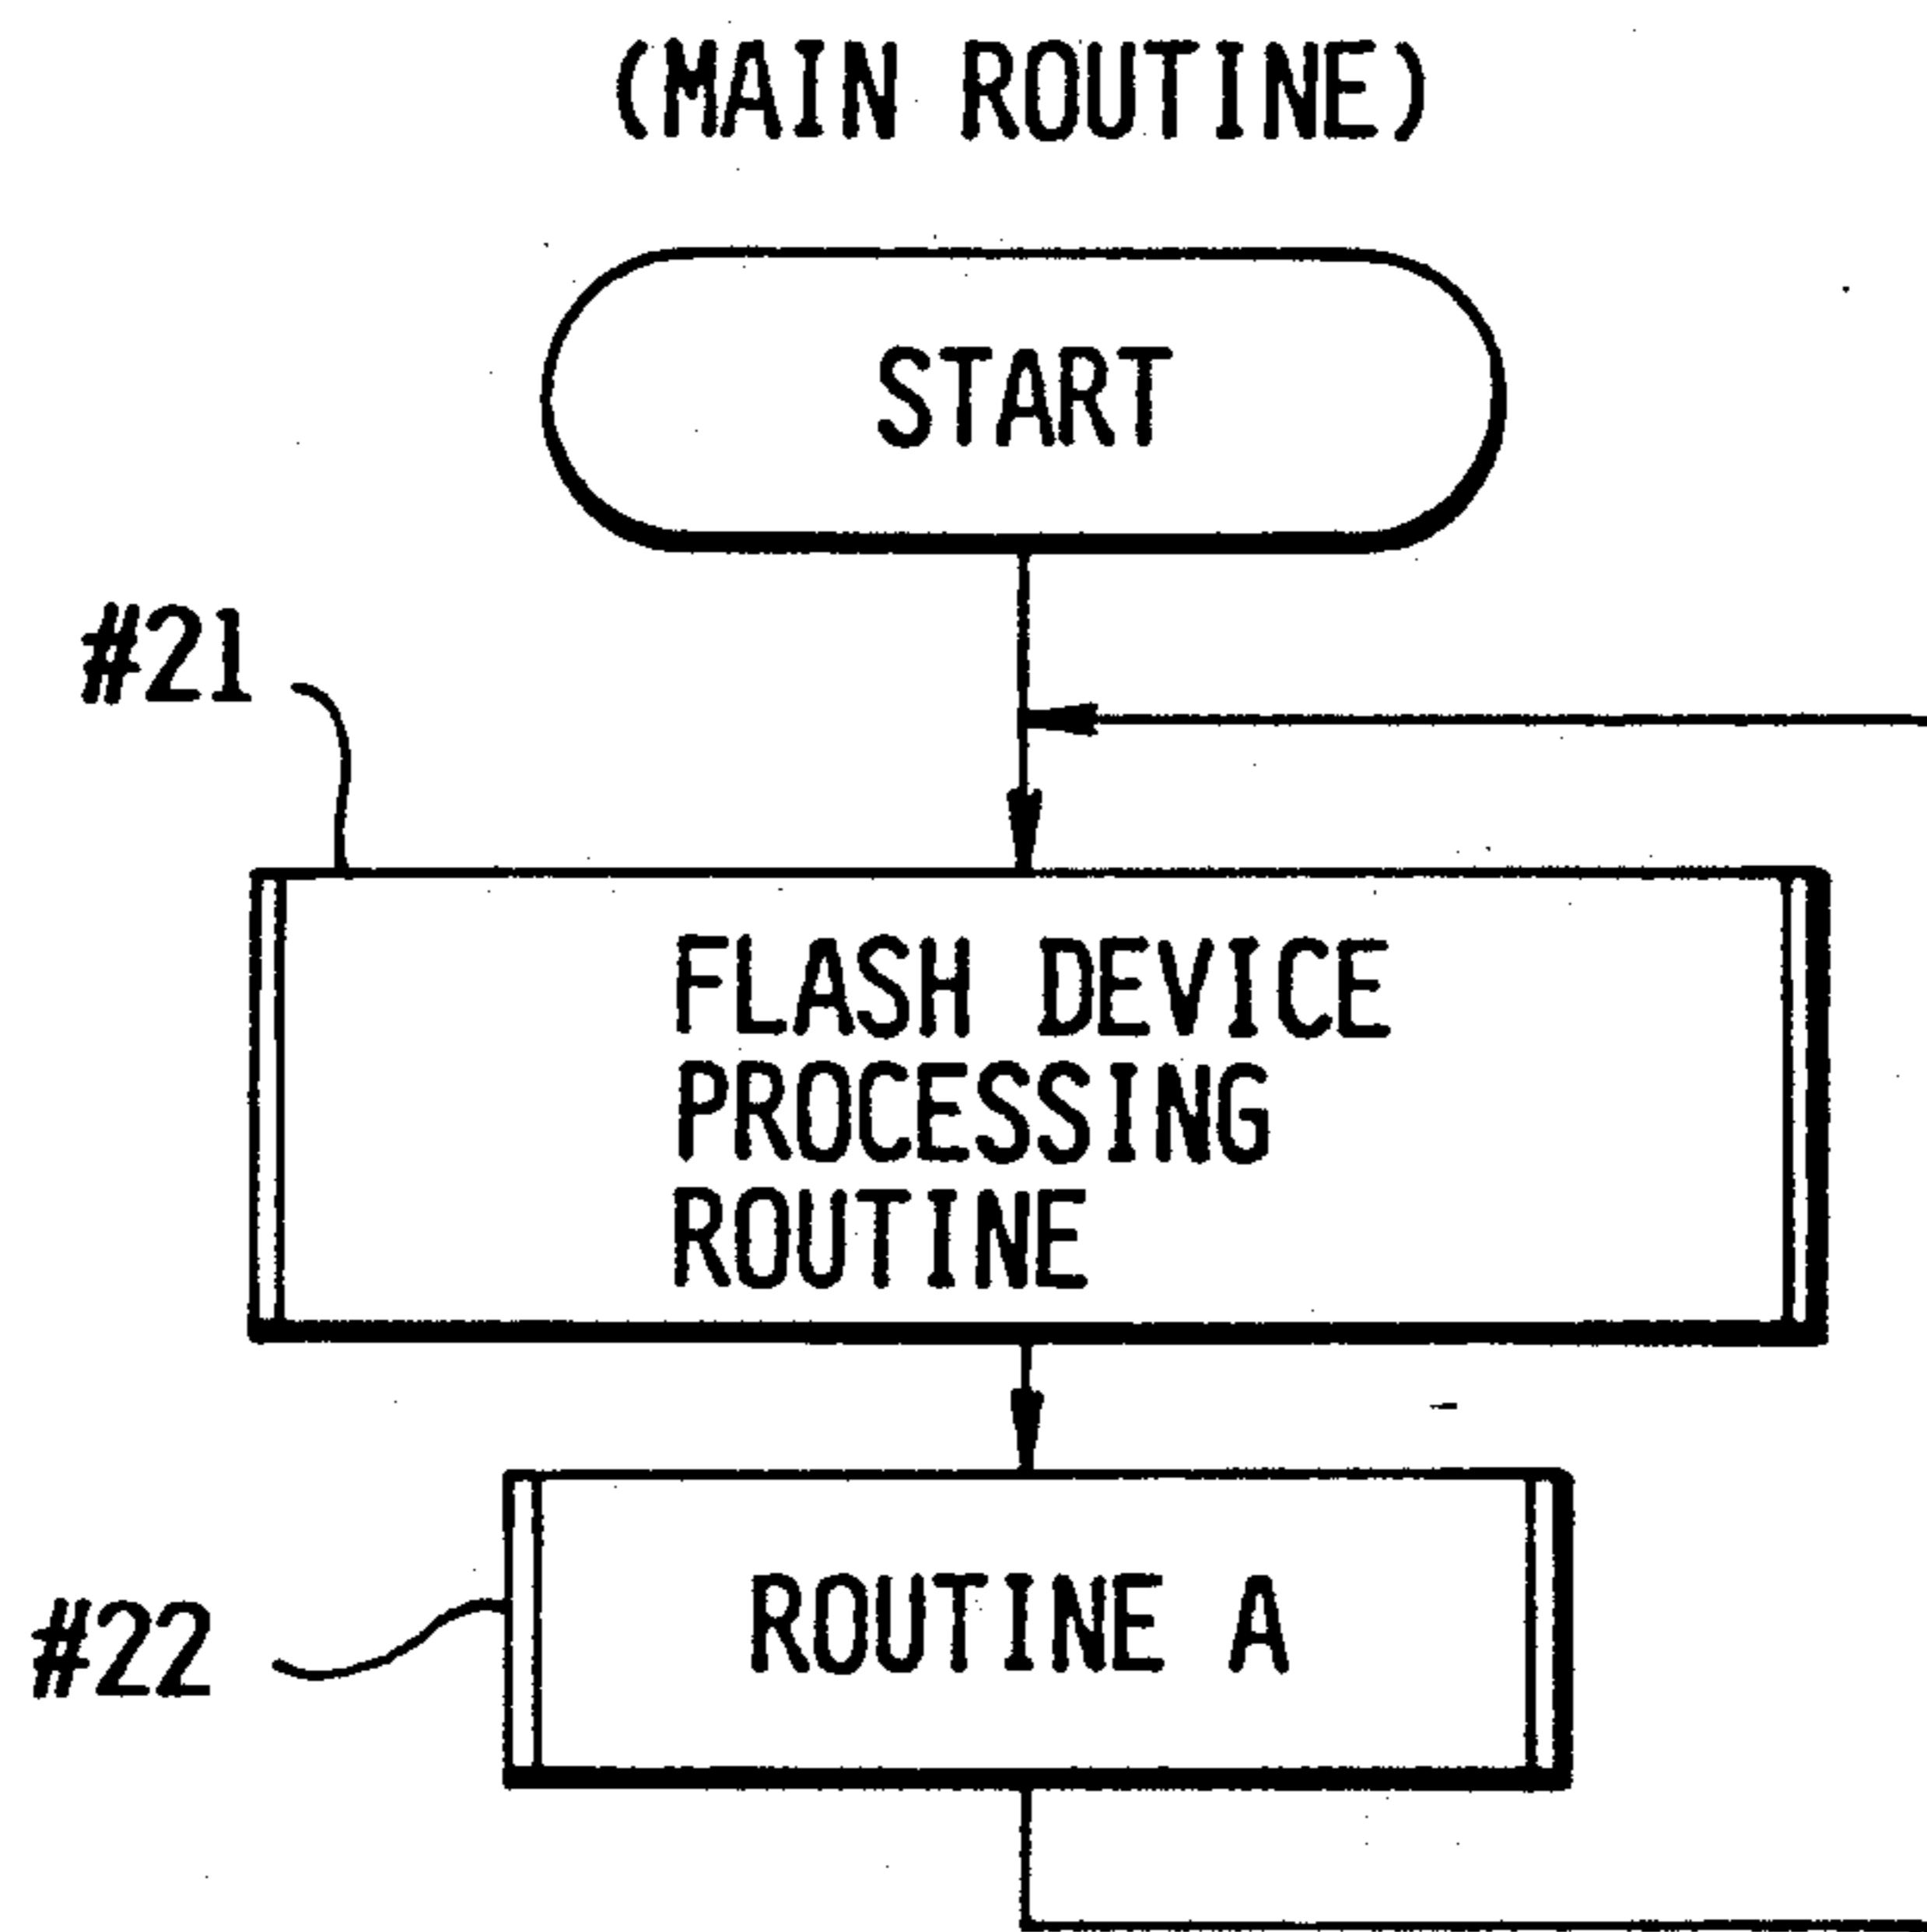 (MAIN ROUTINE)
START
#21
FLASH DEVICE
PROCESSING
ROUTINE
#22
ROUTINE A